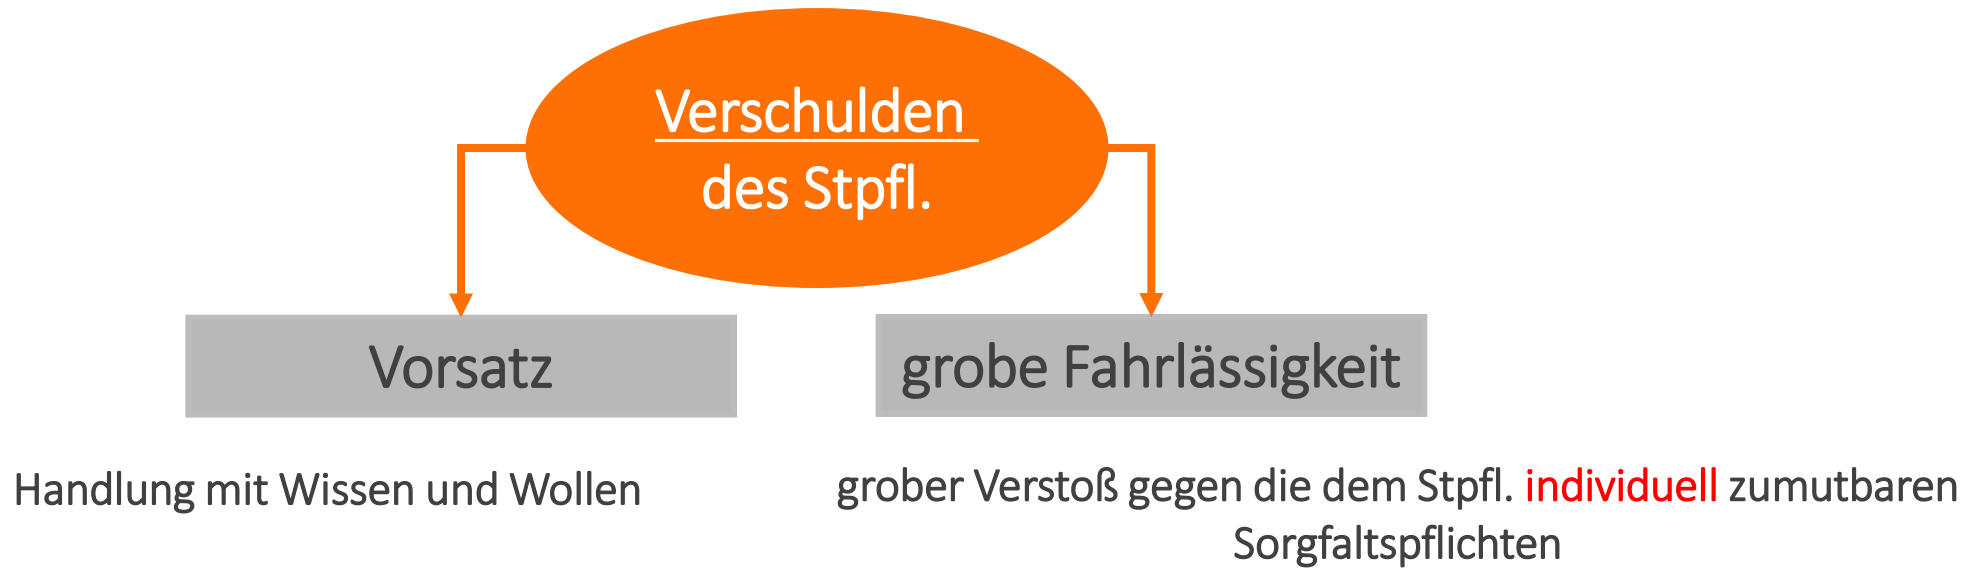 Verschulden
des Stpfl.
Vorsatz
grobe Fahrlässigkeit
Handlung mit Wissen und Wollen
grober Verstoß gegen die dem Stpfl. individuell zumutbaren
Sorgfaltspflichten